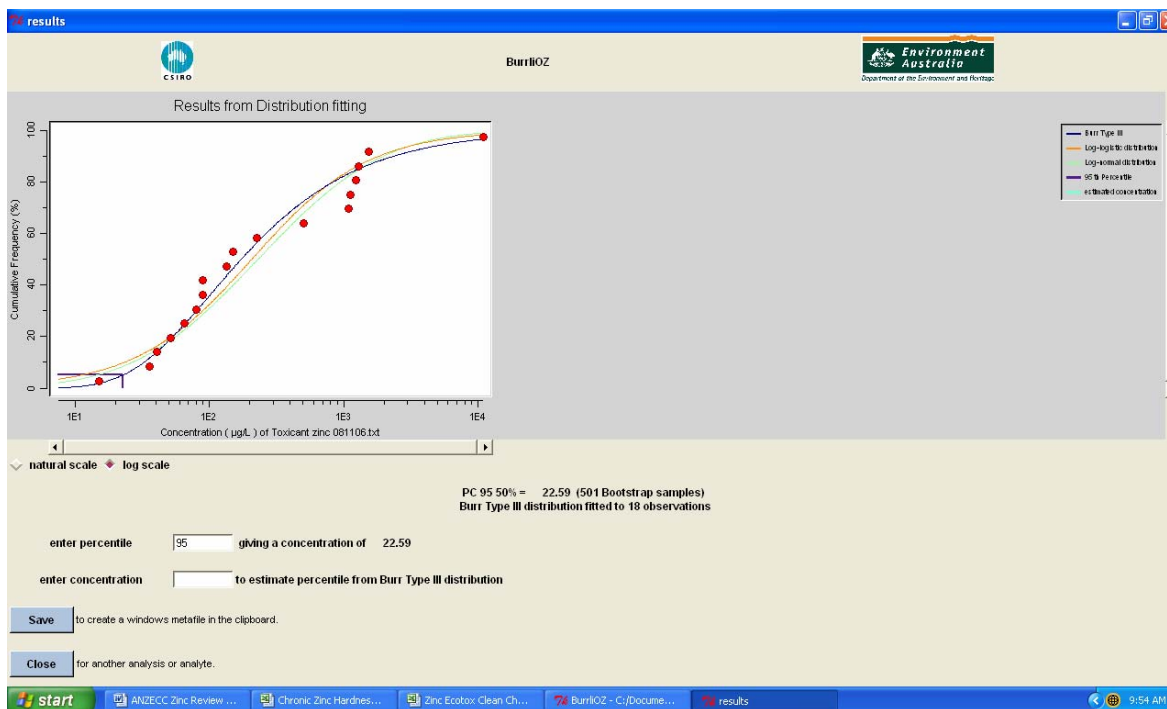 results
CSIRO
BurrliOZ
Environment
Australia
Department of the Environment and Heritage
Results from Distribution fitting
Burr Type III
Log-logistic distribution
Log-normal distribution
95 th Percentile
estimated concentration
Cumulative Frequency (%)
100
80
60
40
20
0
1E1 1E2 1E3 1E4
Concentration ( µg/L ) of Toxicant zinc 081106.txt
natural scale log scale
PC 95 50% = 22.59 (501 Bootstrap samples)
Burr Type III distribution fitted to 18 observations
enter percentile 95 giving a concentration of 22.59
enter concentration to estimate percentile from Burr Type III distribution
Save to create a windows metafile in the clipboard.
Close for another analysis or analyte.
start ANZECC Zinc Review ... Chronic Zinc Hardnes... Zinc Ecotox Clean Ch... BurrliOZ - C:/Docume... results 9:54 AM